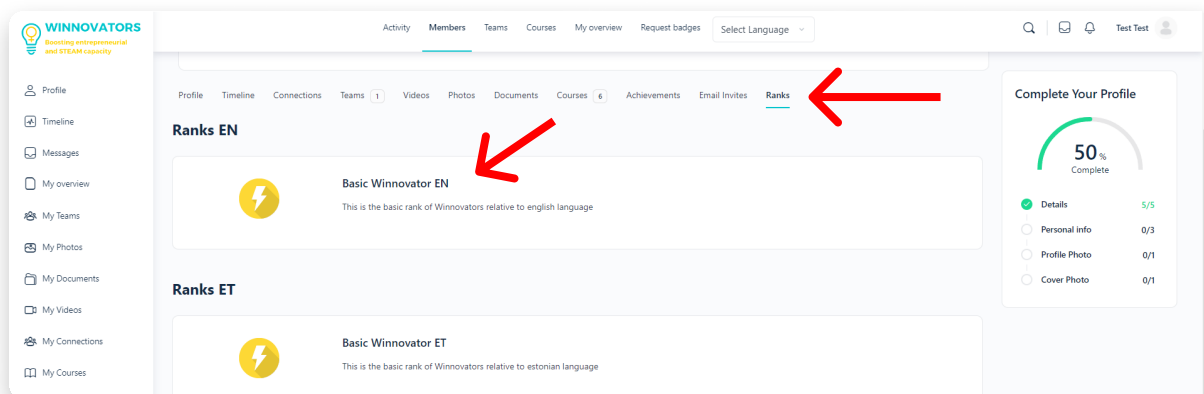 WINNOVATORS
Boosting entrepreneurial
and STEAM capacity
Activity Members Teams Courses My overview Request badges Select Language
Test Test
Profile
Timeline
Messages
My overview
My Teams
My Photos
My Documents
My Videos
My Connections
My Courses
Profile Timeline Connections Teams 1 Videos Photos Documents Courses 6 Achievements Email Invites Ranks
Ranks EN
Basic Winnovator EN
This is the basic rank of Winnovators relative to english language
Ranks ET
Basic Winnovator ET
This is the basic rank of Winnovators relative to estonian language
Complete Your Profile
50 %
Complete
Details 5/5
Personal info 0/3
Profile Photo 0/1
Cover Photo 0/1